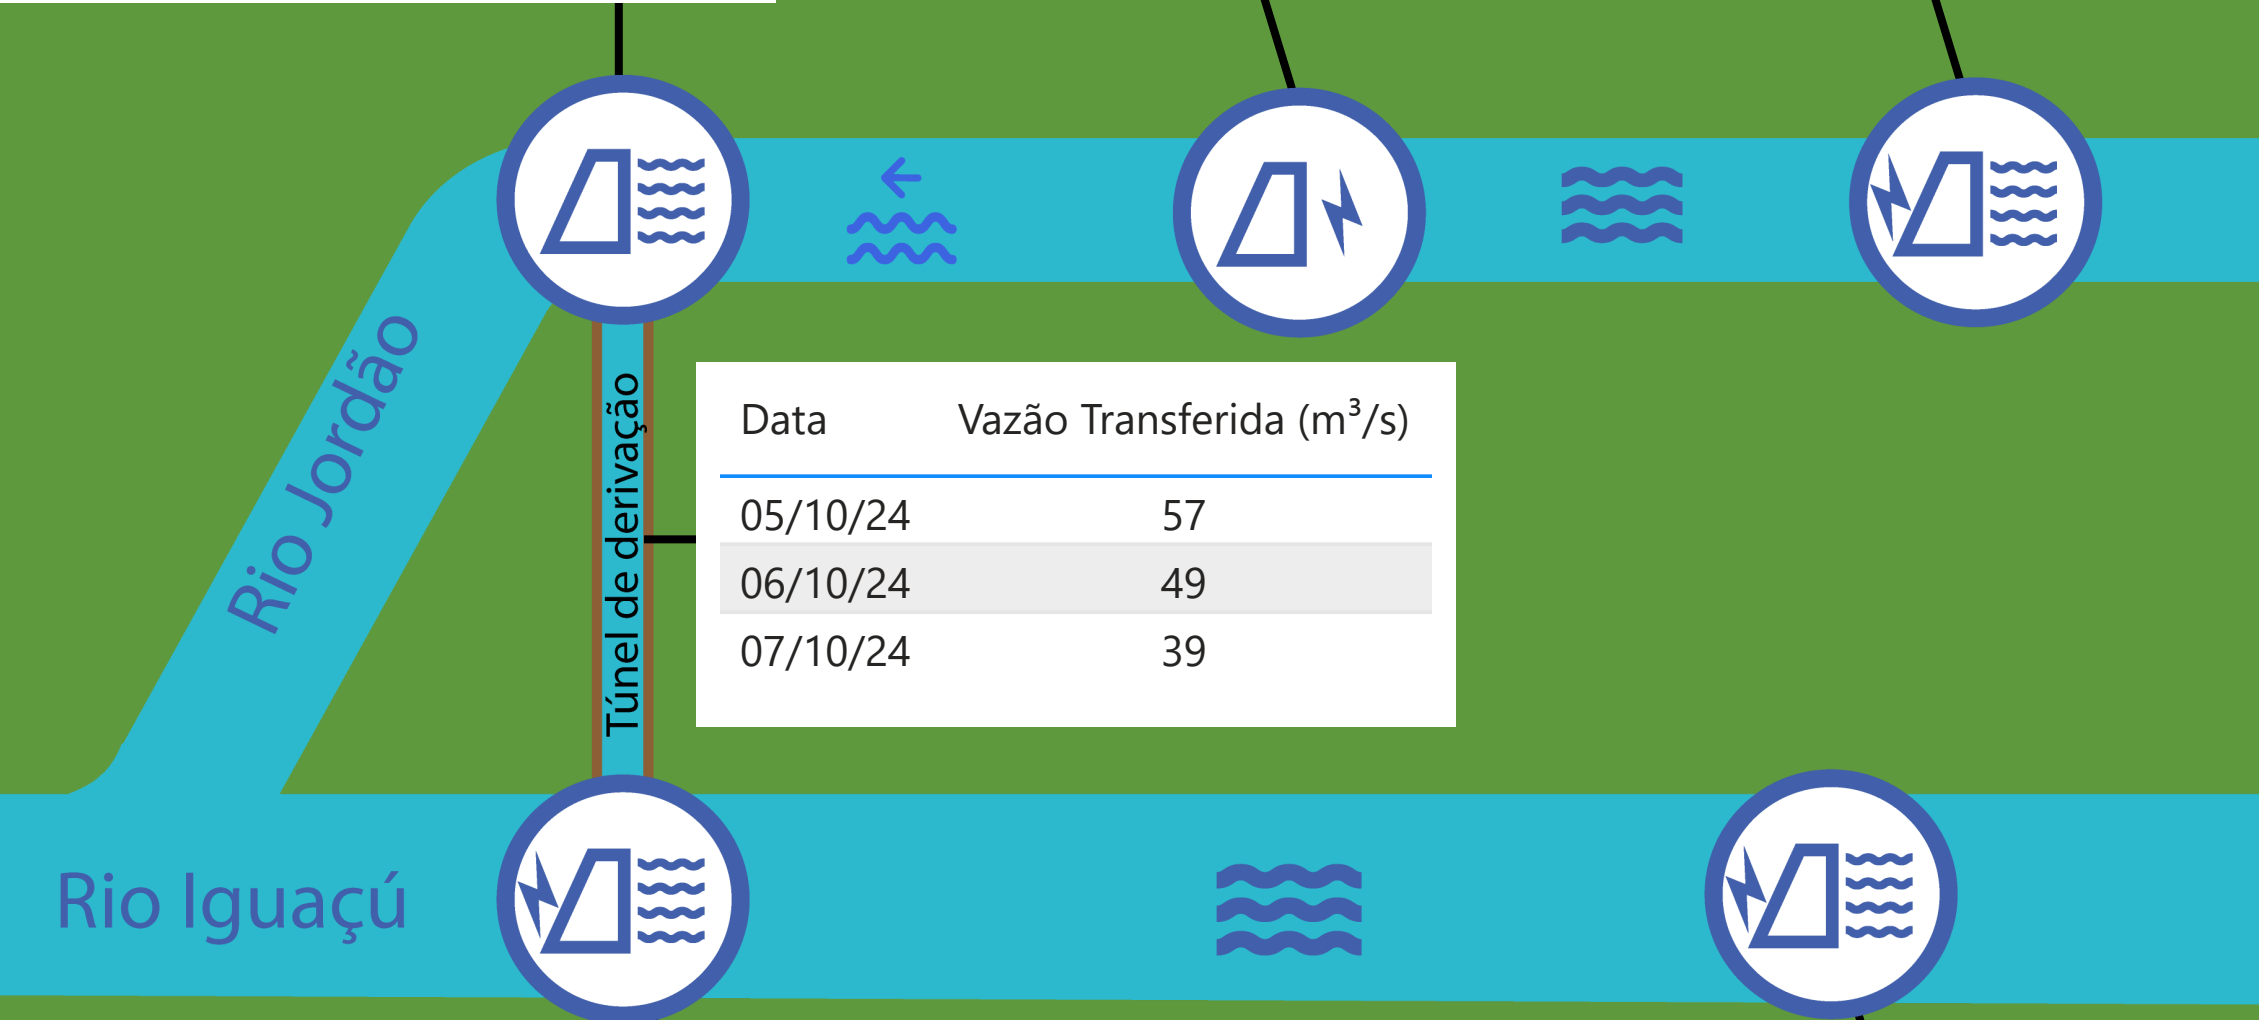 Rio Jordão
Túnel de derivação
Data Vazão Transferida (m³/s)
05/10/24 57
06/10/24 49
07/10/24 39
Rio Iguaçú